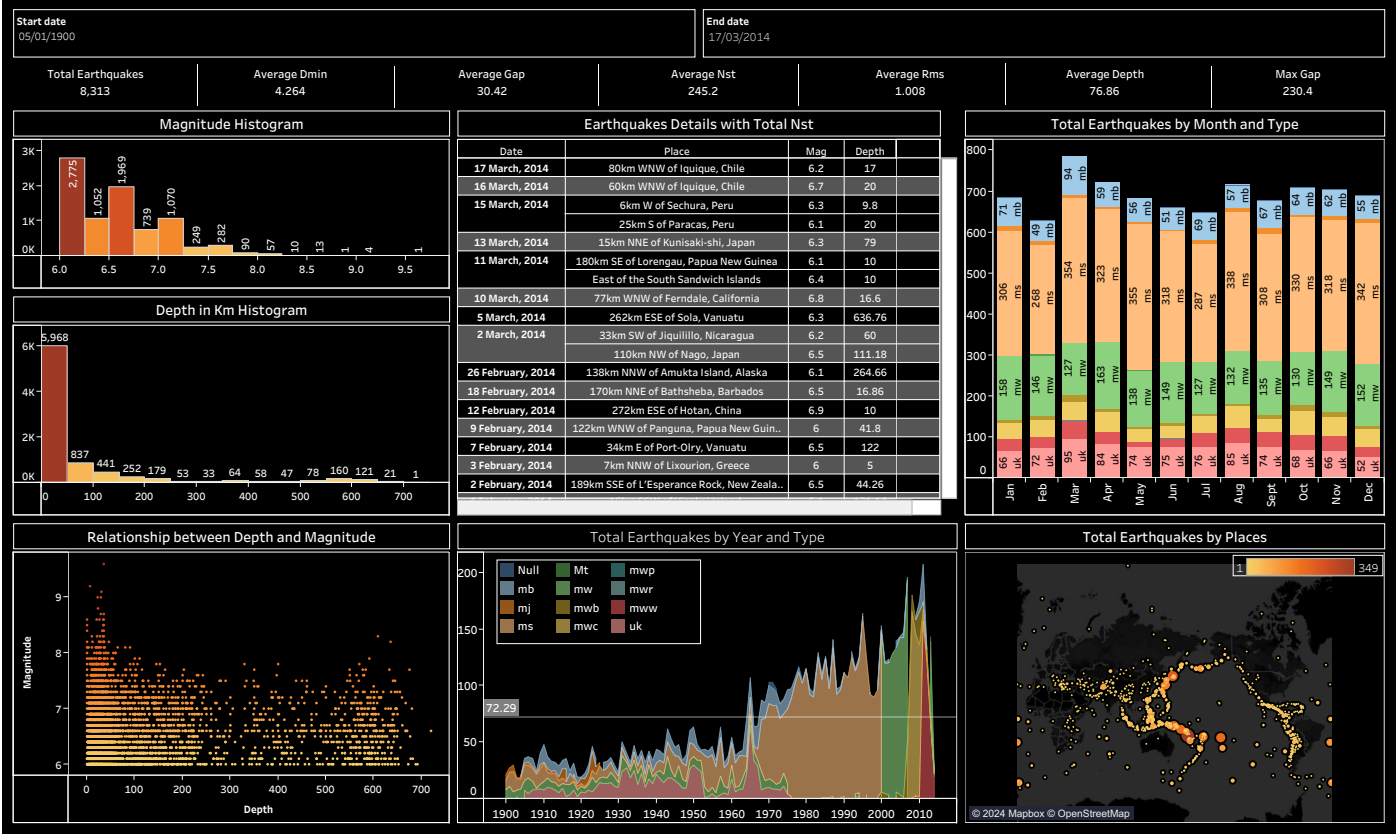 Start date
05/01/1900
End date
17/03/2014
Total Earthquakes
8,313
Average Dmin
4.264
Average Gap
30.42
Average Nst
245.2
Average Rms
1.008
Average Depth
76.86
Max Gap
230.4
Magnitude Histogram
3K
2K
1K
0K
2,775
1,052
1,969
739
1,070
249
282
90
57
10
13
1
4
1
6.0 6.5 7.0 7.5 8.0 8.5 9.0 9.5
Depth in Km Histogram
6K
4K
2K
0K
5,968
837
441
252
179
53
33
64
58
47
78
160
121
21
1
0 100 200 300 400 500 600 700
Earthquakes Details with Total Nst
Date Place Mag Depth
17 March, 2014 80km WNW of Iquique, Chile 6.2 17
16 March, 2014 60km WNW of Iquique, Chile 6.7 20
15 March, 2014 6km W of Sechura, Peru 6.3 9.8
25km S of Paracas, Peru 6.1 20
13 March, 2014 15km NNE of Kunisaki-shi, Japan 6.3 79
11 March, 2014 180km SE of Lorengau, Papua New Guinea 6.1 10
East of the South Sandwich Islands 6.4 10
10 March, 2014 77km WNW of Ferndale, California 6.8 16.6
5 March, 2014 262km ESE of Sola, Vanuatu 6.3 636.76
2 March, 2014 33km SW of Jiquilillo, Nicaragua 6.2 60
110km NW of Nago, Japan 6.5 111.18
26 February, 2014 138km NNW of Amukta Island, Alaska 6.1 264.66
18 February, 2014 170km NNE of Bathsheba, Barbados 6.5 16.86
12 February, 2014 272km ESE of Hotan, China 6.9 10
9 February, 2014 122km WNW of Panguna, Papua New Guin.. 6 41.8
7 February, 2014 34km E of Port-Olry, Vanuatu 6.5 122
3 February, 2014 7km NNW of Lixourion, Greece 6 5
2 February, 2014 189km SSE of L'Esperance Rock, New Zeala.. 6.5 44.26
Total Earthquakes by Month and Type
800
700
600
500
400
300
200
100
0
71 mb
306 ms
158 mw
66 uk
49 mb
268 ms
146 mw
72 uk
94 mb
354 ms
127 mw
95 uk
59 mb
323 ms
163 mw
84 uk
56 mb
355 ms
138 mw
74 uk
51 mb
318 ms
149 mw
75 uk
69 mb
287 ms
127 mw
76 uk
57 mb
338 ms
132 mw
85 uk
67 mb
308 ms
135 mw
74 uk
64 mb
330 ms
130 mw
68 uk
62 mb
318 ms
149 mw
66 uk
55 mb
342 ms
152 mw
52 uk
Jan Feb Mar Apr May Jun Jul Aug Sept Oct Nov Dec
Relationship between Depth and Magnitude
Magnitude
9
8
7
6
0 100 200 300 400 500 600 700
Depth
Total Earthquakes by Year and Type
200
150
100
50
0
Null Mt mwp
mb mw mwr
mj mwb mww
ms mwc uk
72.29
1900 1910 1920 1930 1940 1950 1960 1970 1980 1990 2000 2010
Total Earthquakes by Places
1 349
© 2024 Mapbox © OpenStreetMap